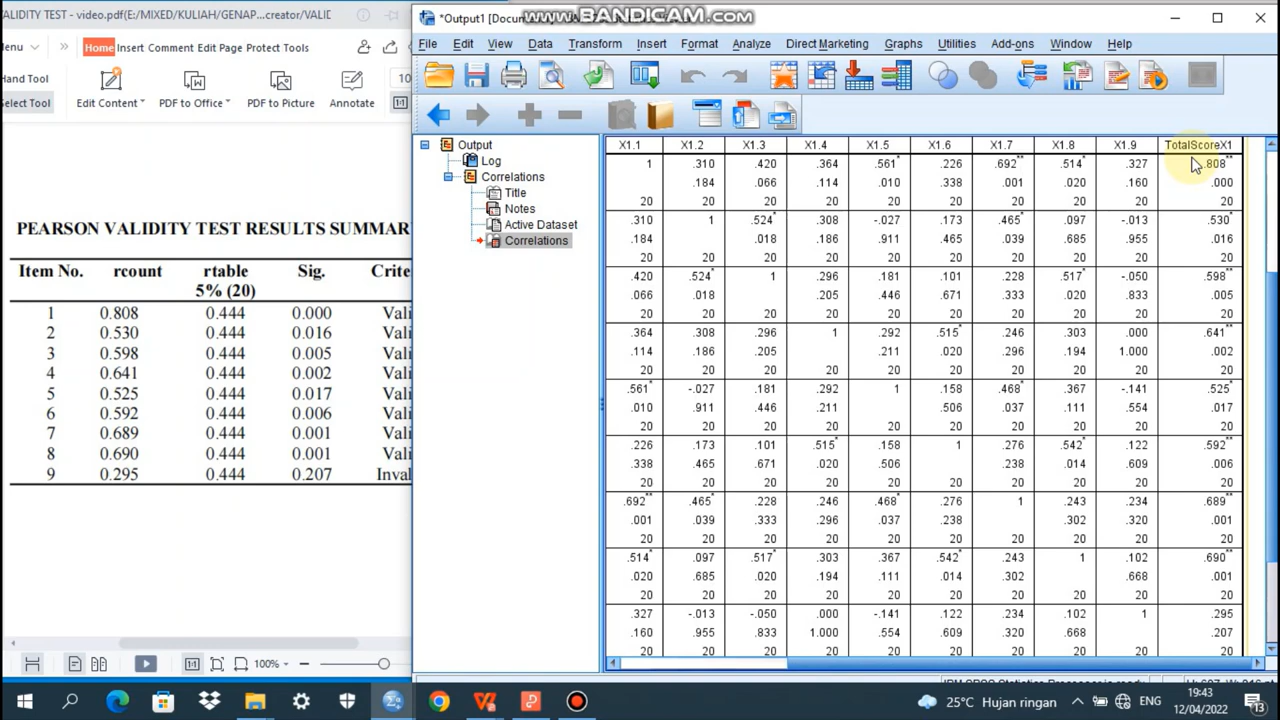 VALIDITY TEST - video.pdf(E:/MIXED/KULIAH/GENAP...creator/VALID
*Output1 [Docum
www.BANDICAM.com
enu
Home Insert Comment Edit Page Protect Tools
File Edit View Data Transform Insert Format Analyze Direct Marketing Graphs Utilities Add-ons Window Help
Hand Tool
Select Tool
Edit Content PDF to Office PDF to Picture Annotate
10
Output
Log
Correlations
Title
Notes
Active Dataset
Correlations
PEARSON VALIDITY TEST RESULTS SUMMAR
Item No. rcount rtable 5% (20) Sig. Crite
1 0.808 0.444 0.000 Vali
2 0.530 0.444 0.016 Vali
3 0.598 0.444 0.005 Vali
4 0.641 0.444 0.002 Vali
5 0.525 0.444 0.017 Vali
6 0.592 0.444 0.006 Vali
7 0.689 0.444 0.001 Vali
8 0.690 0.444 0.001 Vali
9 0.295 0.444 0.207 Inval
X1.1 X1.2 X1.3 X1.4 X1.5 X1.6 X1.7 X1.8 X1.9 TotalScoreX1
1 .310 .420 .364 .561* .226 .692** .514* .327 .808**
.184 .066 .114 .010 .338 .001 .020 .160 .000
20 20 20 20 20 20 20 20 20 20
.310 1 .524* .308 -.027 .173 .465* .097 -.013 .530*
.184 .018 .186 .911 .465 .039 .685 .955 .016
20 20 20 20 20 20 20 20 20 20
.420 .524* 1 .296 .181 .101 .228 .517* -.050 .598**
.066 .018 .205 .446 .671 .333 .020 .833 .005
20 20 20 20 20 20 20 20 20 20
.364 .308 .296 1 .292 .515* .246 .303 .000 .641**
.114 .186 .205 .211 .020 .296 .194 1.000 .002
20 20 20 20 20 20 20 20 20 20
.561* -.027 .181 .292 1 .158 .468* .367 -.141 .525*
.010 .911 .446 .211 .506 .037 .111 .554 .017
20 20 20 20 20 20 20 20 20 20
.226 .173 .101 .515* .158 1 .276 .542* .122 .592**
.338 .465 .671 .020 .506 .238 .014 .609 .006
20 20 20 20 20 20 20 20 20 20
.692** .465* .228 .246 .468* .276 1 .243 .234 .689**
.001 .039 .333 .296 .037 .238 .302 .320 .001
20 20 20 20 20 20 20 20 20 20
.514* .097 .517* .303 .367 .542* .243 1 .102 .690**
.020 .685 .020 .194 .111 .014 .302 .668 .001
20 20 20 20 20 20 20 20 20 20
.327 -.013 -.050 .000 -.141 .122 .234 .102 1 .295
.160 .955 .833 1.000 .554 .609 .320 .668 .207
20 20 20 20 20 20 20 20 20 20
100%
25°C Hujan ringan
ENG
19:43
12/04/2022
13